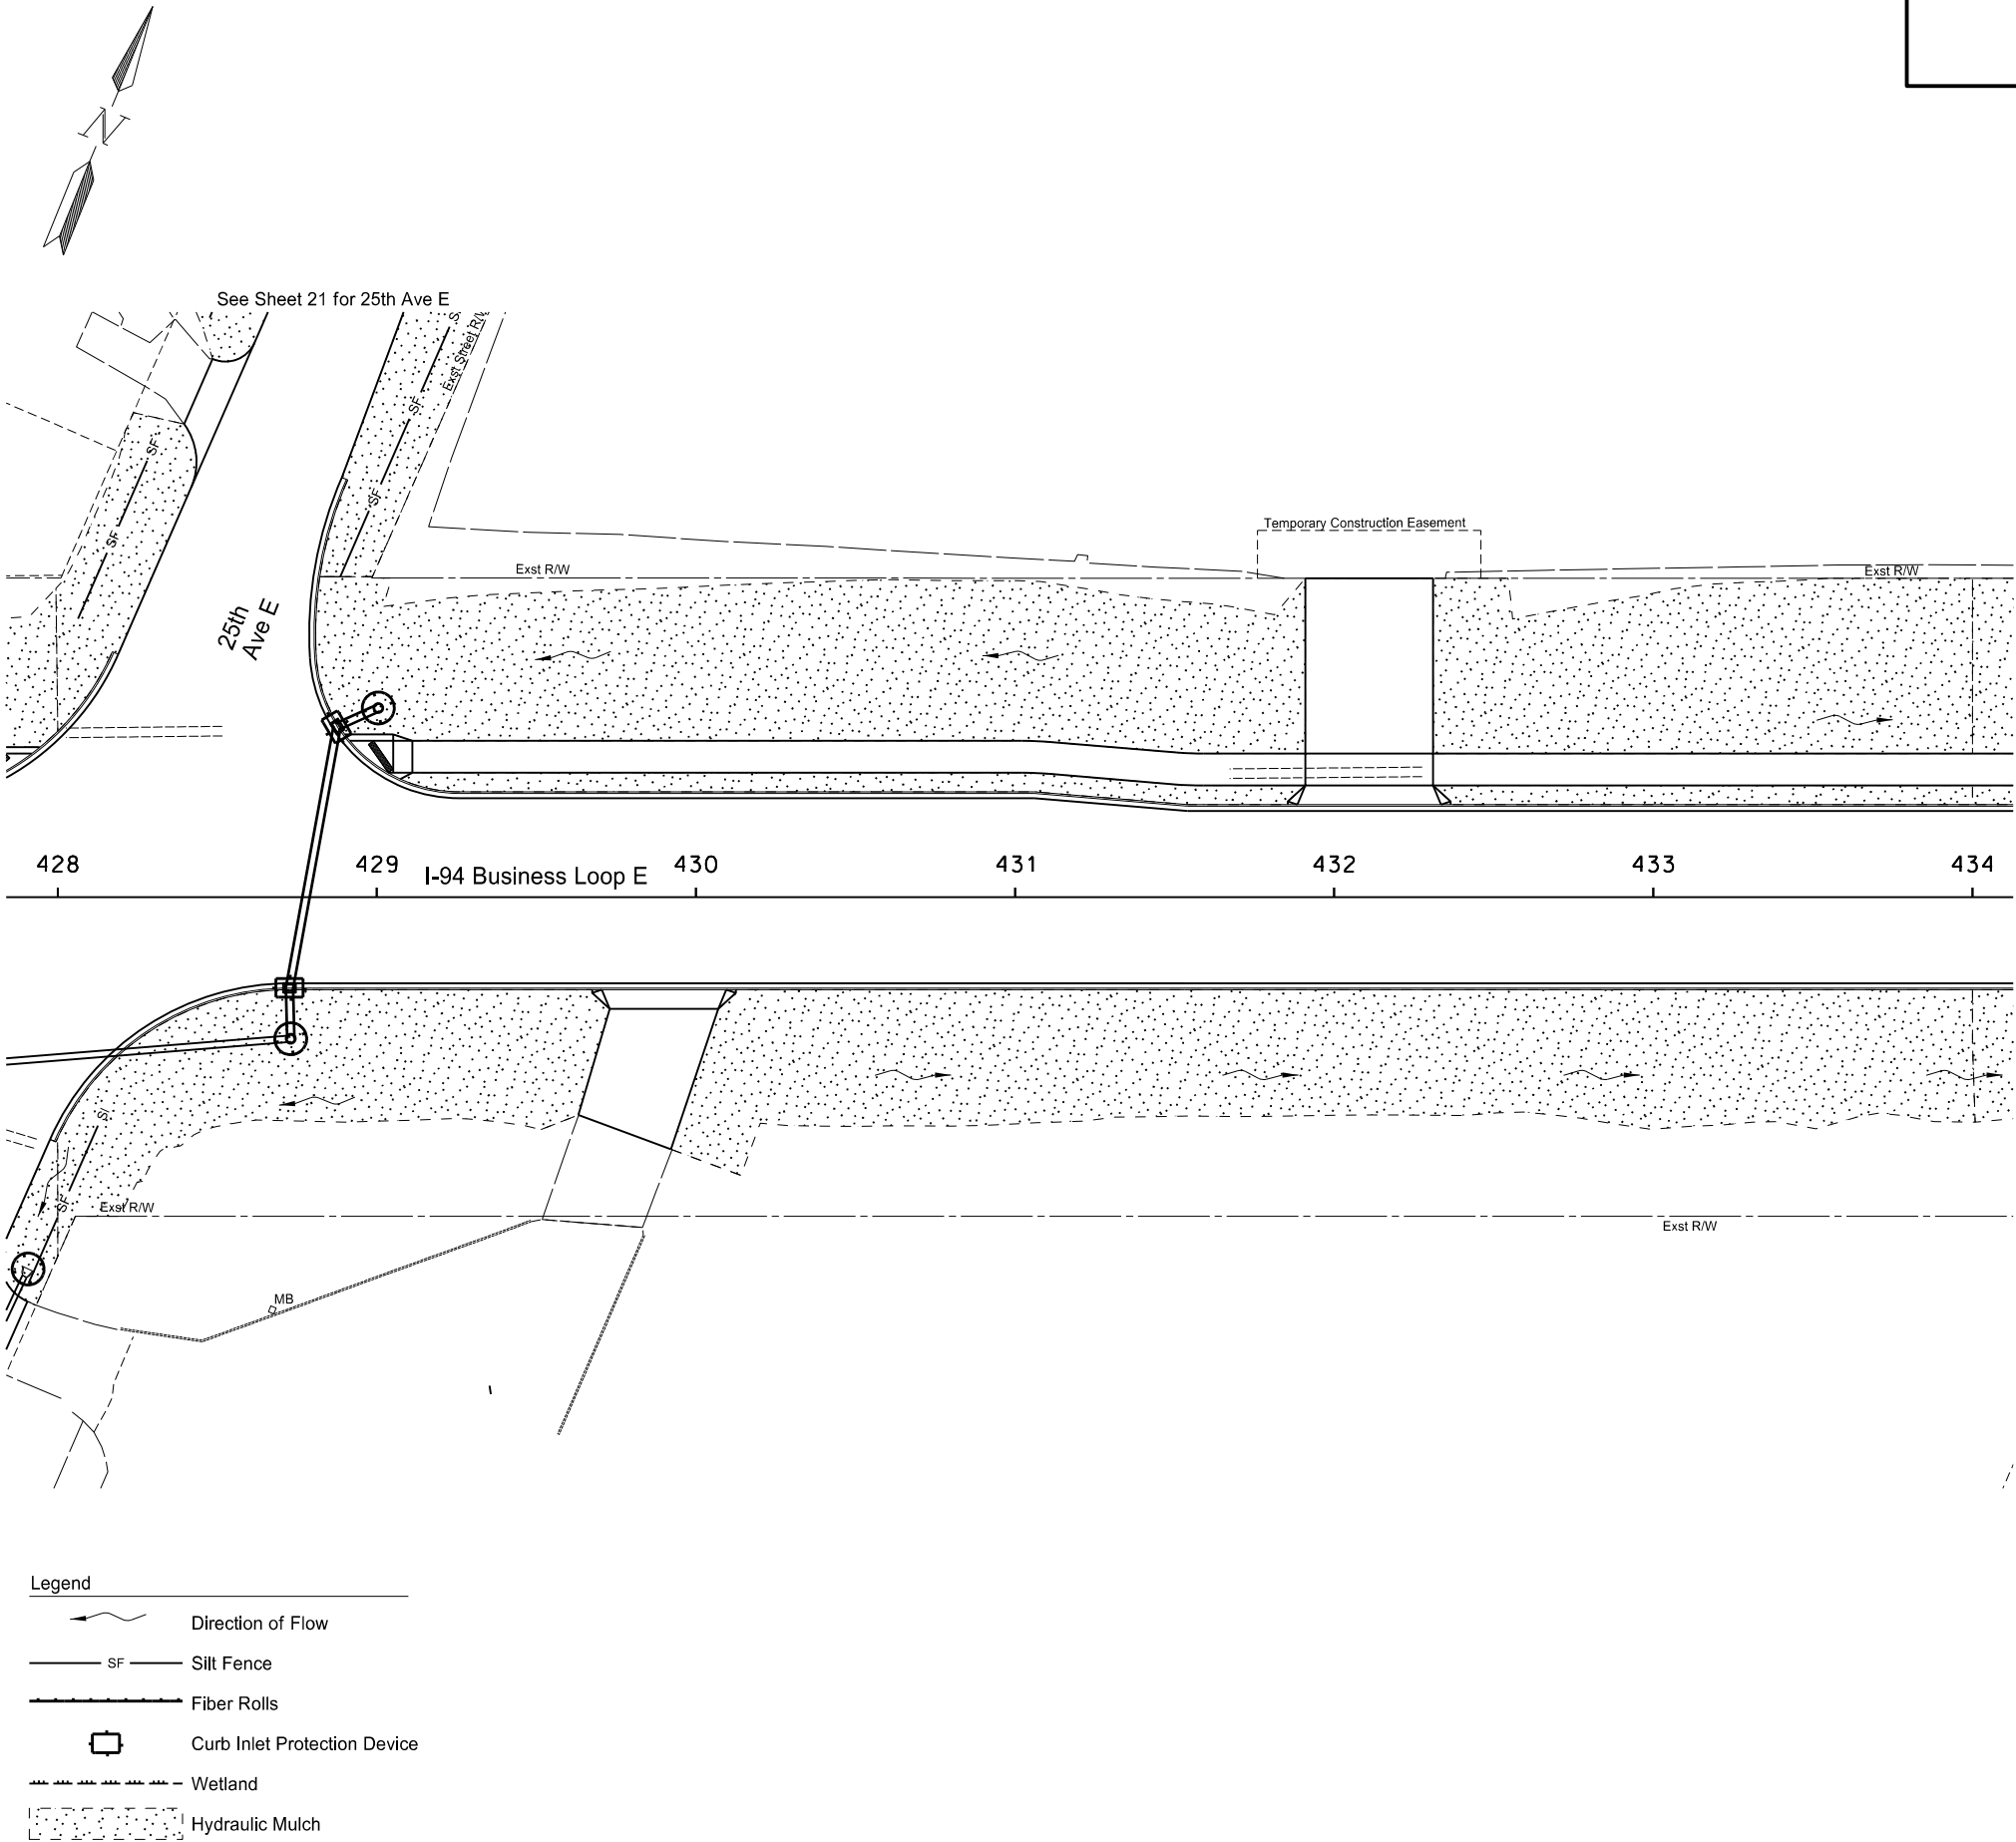 N
See Sheet 21 for 25th Ave E
SF
Exst Street R/W
SF
SF
SF
SF
Temporary Construction Easement
Exst R/W
Exst R/W
25th
Ave E
428
429
430
431
432
433
434
I-94 Business Loop E
SF
SF
Exst R/W
Exst R/W
MB
Legend
Direction of Flow
SF
Silt Fence
Fiber Rolls
Curb Inlet Protection Device
Wetland
Hydraulic Mulch